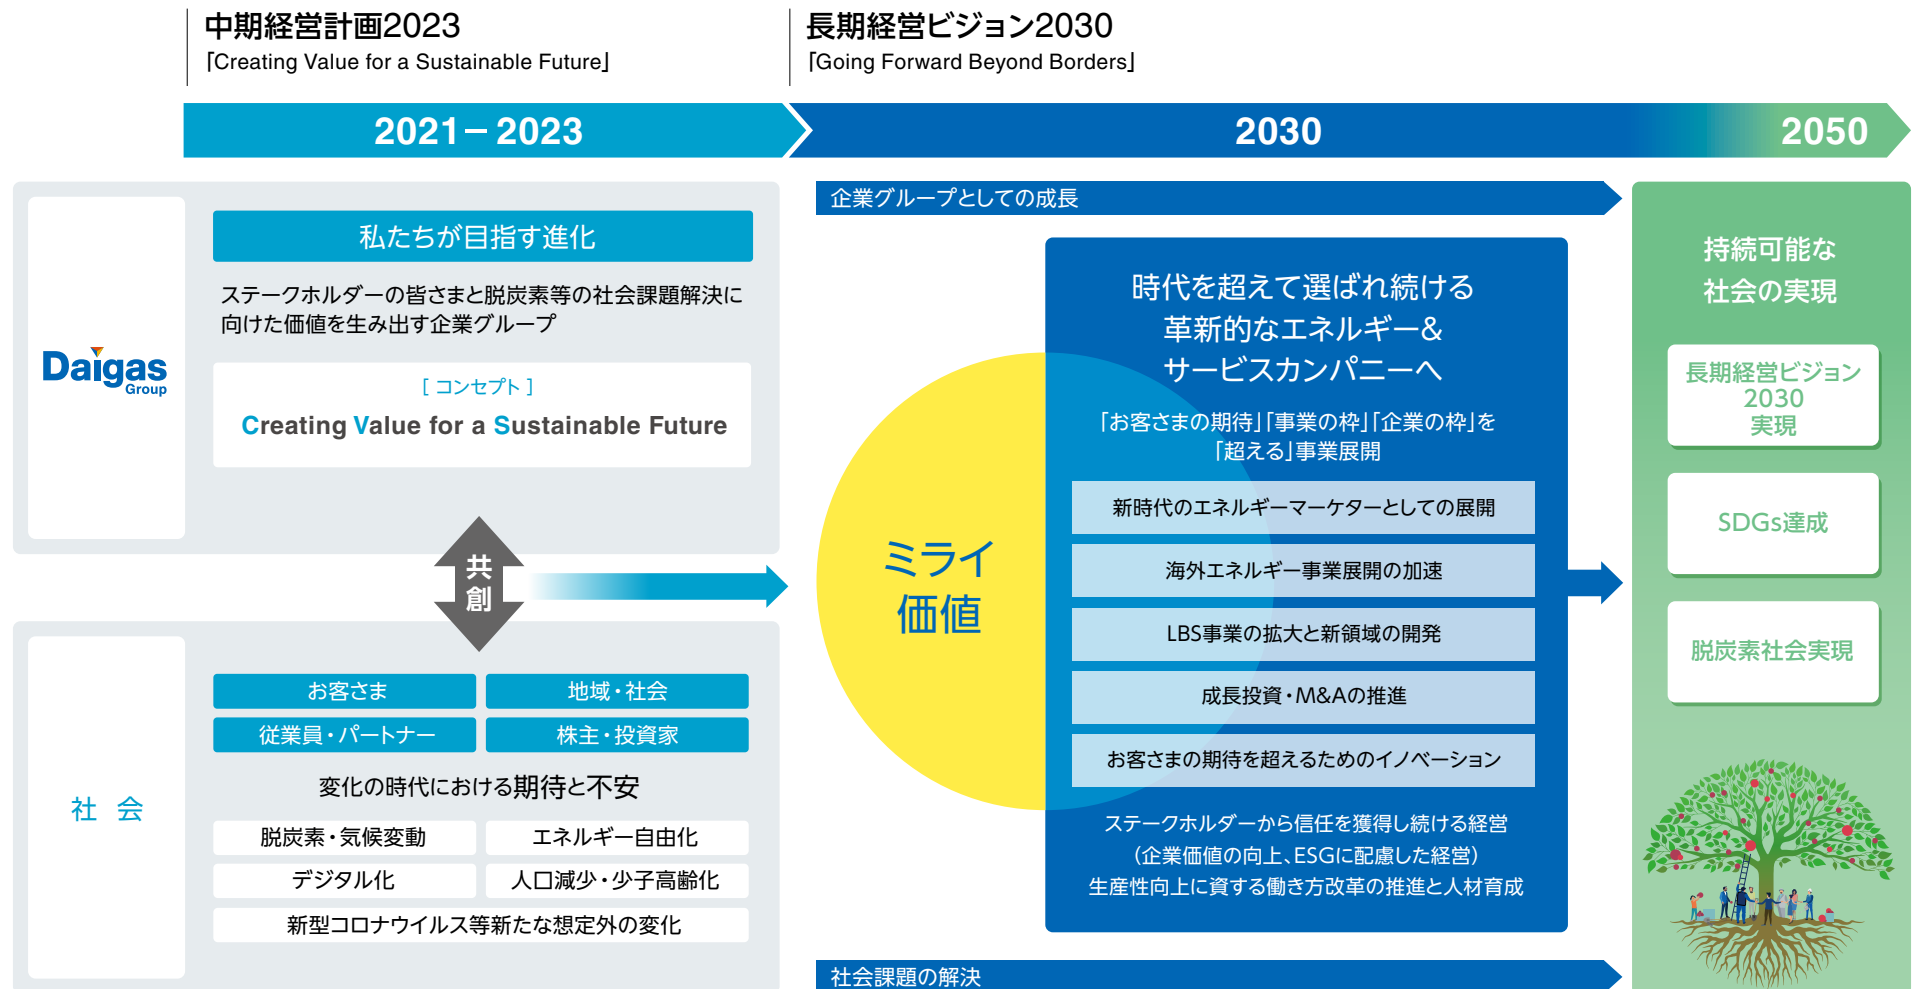 中期経営計画2023
「Creating Value for a Sustainable Future」
長期経営ビジョン2030
「Going Forward Beyond Borders」
2021－2023
2030
2050
Daigas
Group
私たちが目指す進化
ステークホルダーの皆さまと脱炭素等の社会課題解決に
向けた価値を生み出す企業グループ
［コンセプト］
Creating Value for a Sustainable Future
共
創
社 会
お客さま
地域・社会
従業員・パートナー
株主・投資家
変化の時代における期待と不安
脱炭素・気候変動
エネルギー自由化
デジタル化
人口減少・少子高齢化
新型コロナウイルス等新たな想定外の変化
企業グループとしての成長
ミライ
価値
時代を超えて選ばれ続ける
革新的なエネルギー＆
サービスカンパニーへ
「お客さまの期待」「事業の枠」「企業の枠」を
「超える」事業展開
新時代のエネルギーマーケターとしての展開
海外エネルギー事業展開の加速
LBS事業の拡大と新領域の開発
成長投資・M&Aの推進
お客さまの期待を超えるためのイノベーション
ステークホルダーから信任を獲得し続ける経営
（企業価値の向上、ESGに配慮した経営）
生産性向上に資する働き方改革の推進と人材育成
社会課題の解決
持続可能な
社会の実現
長期経営ビジョン
2030
実現
SDGs達成
脱炭素社会実現